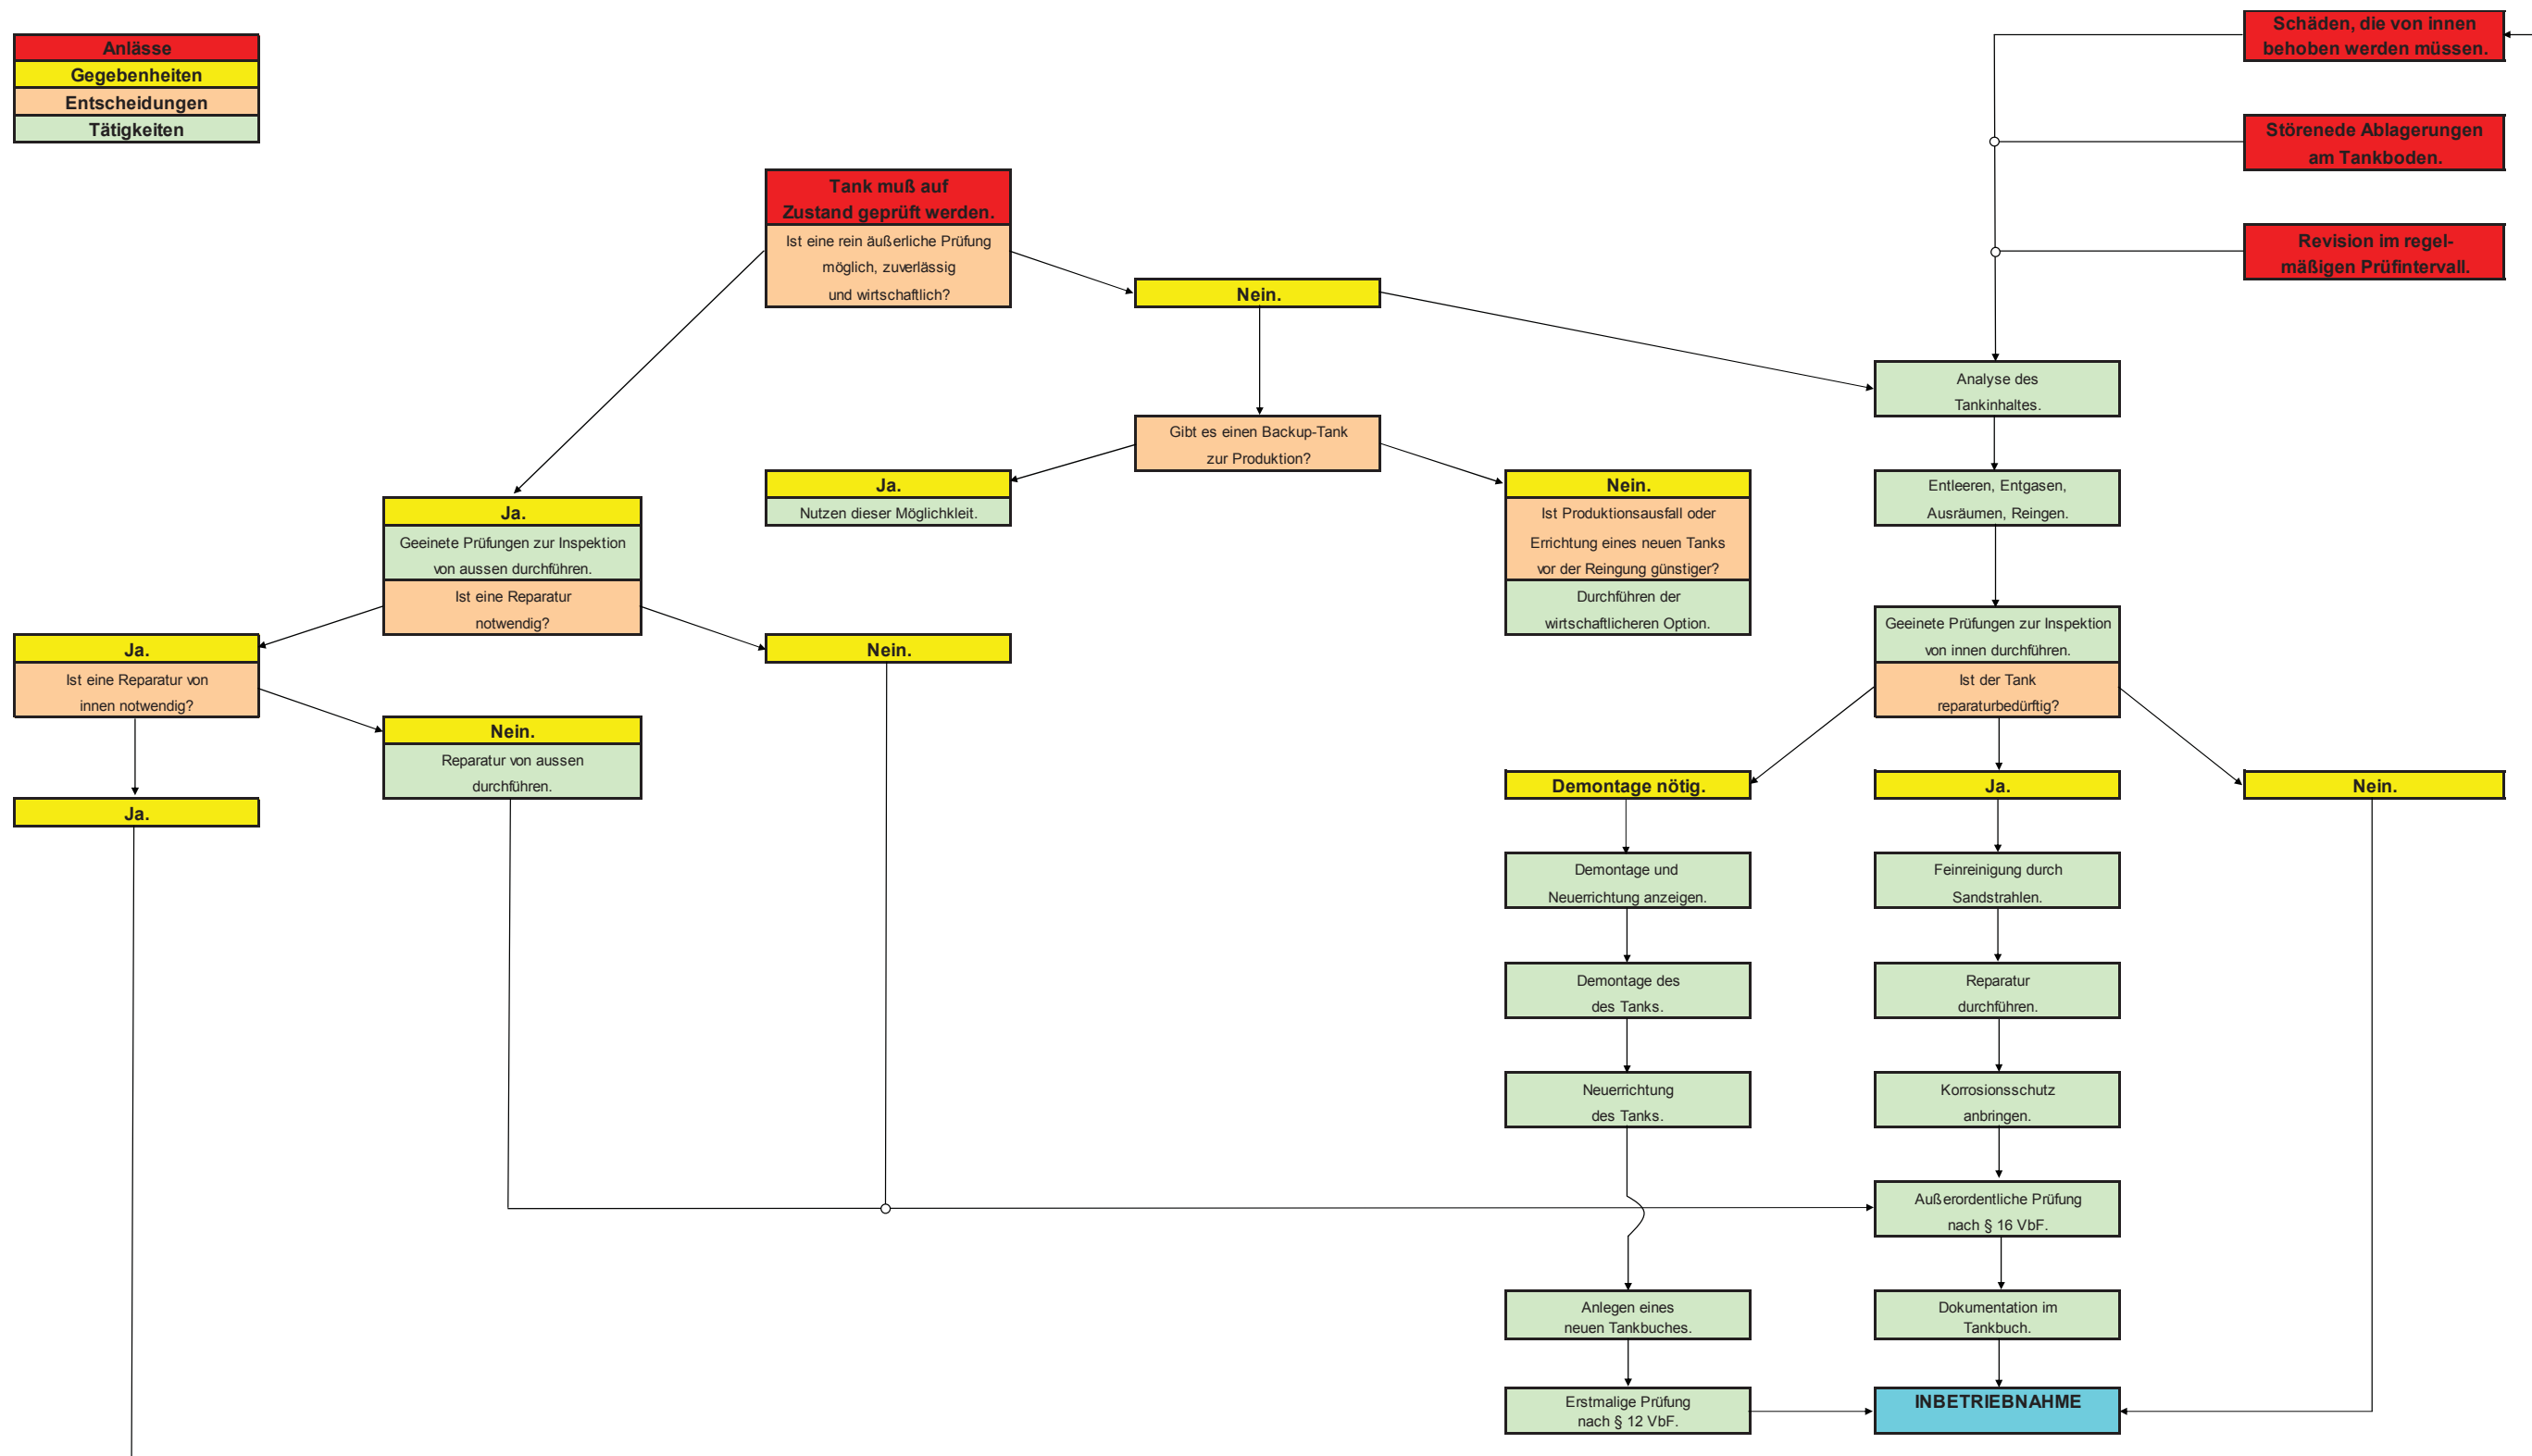 Anlässe
Gegebenheiten
Entscheidungen
Tätigkeiten
Schäden, die von innen
behoben werden müssen.
Störenede Ablagerungen
am Tankboden.
Revision im regel-
mäßigen Prüfintervall.
Tank muß auf
Zustand geprüft werden.
Ist eine rein äußerliche Prüfung
möglich, zuverlässig
und wirtschaftlich?
Nein.
Analyse des
Tankinhaltes.
Gibt es einen Backup-Tank
zur Produktion?
Ja.
Nutzen dieser Möglichkleit.
Nein.
Ist Produktionsausfall oder
Errichtung eines neuen Tanks
vor der Reingung günstiger?
Durchführen der
wirtschaftlicheren Option.
Entleeren, Entgasen,
Ausräumen, Reingen.
Ja.
Geeinete Prüfungen zur Inspektion
von aussen durchführen.
Ist eine Reparatur
notwendig?
Geeinete Prüfungen zur Inspektion
von innen durchführen.
Ist der Tank
reparaturbedürftig?
Ja.
Ist eine Reparatur von
innen notwendig?
Nein.
Nein.
Reparatur von aussen
durchführen.
Ja.
Demontage nötig.
Ja.
Nein.
Demontage und
Neuerrichtung anzeigen.
Feinreinigung durch
Sandstrahlen.
Demontage des
des Tanks.
Reparatur
durchführen.
Neuerrichtung
des Tanks.
Korrosionsschutz
anbringen.
Außerordentliche Prüfung
nach § 16 VbF.
Anlegen eines
neuen Tankbuches.
Dokumentation im
Tankbuch.
Erstmalige Prüfung
nach § 12 VbF.
INBETRIEBNAHME